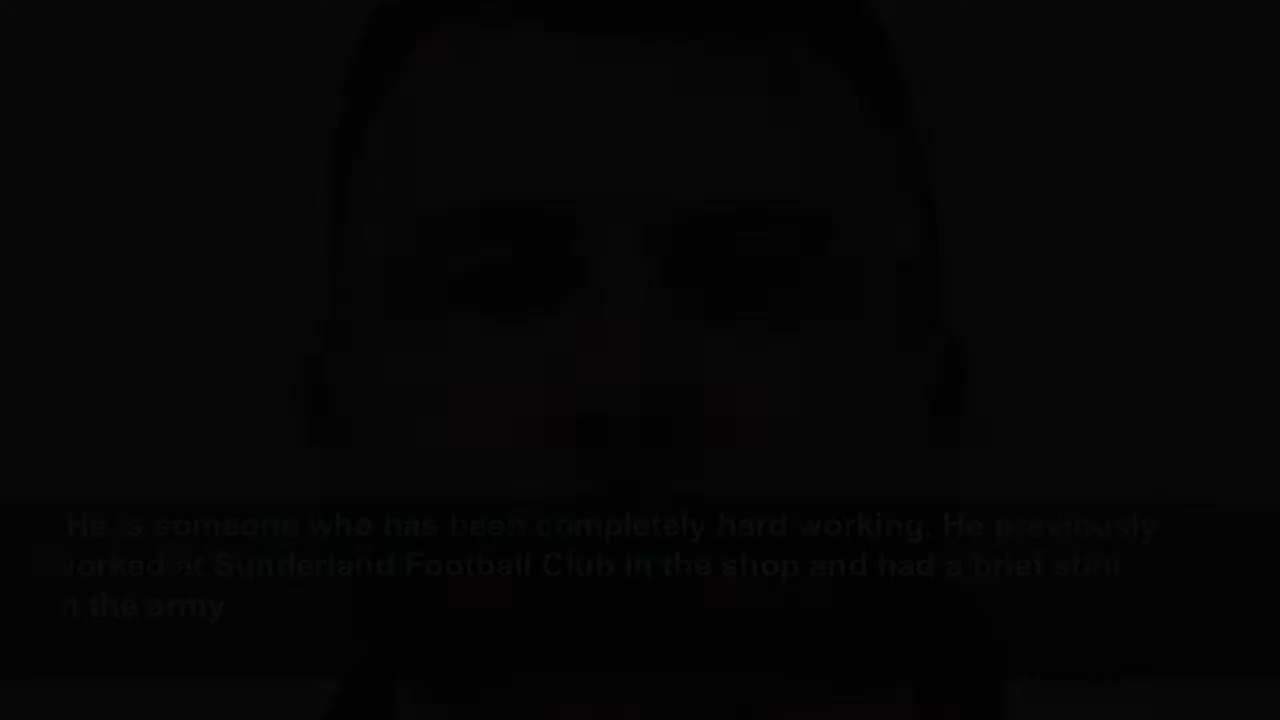 He is someone who has been completely hard working. He previously
worked at Sunderland Football Club in the shop and had a brief stint
in the army